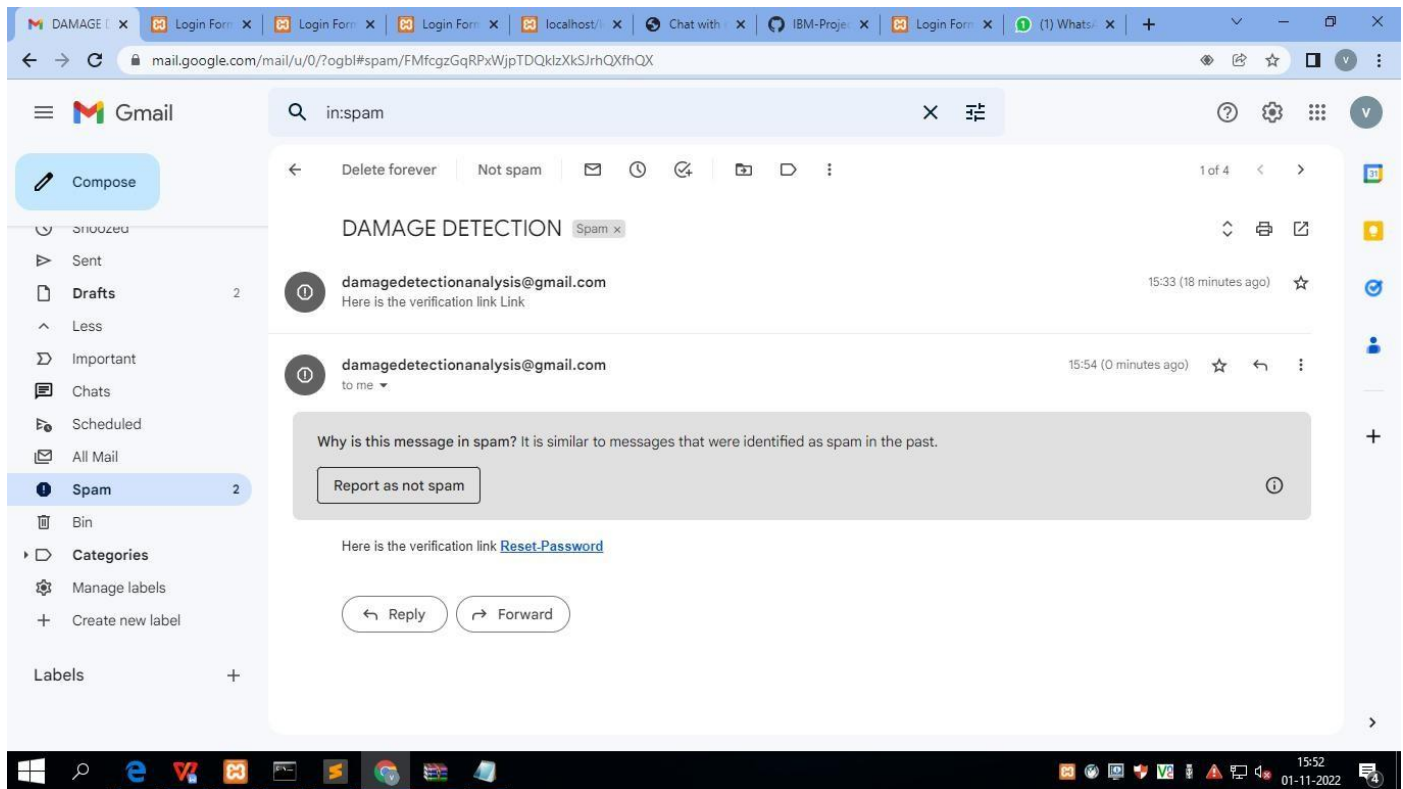 DAMAGE D
Login Form
Login Form
Login Form
localhost/
Chat with
IBM-Projec
Login Form
(1) WhatsA
mail.google.com/mail/u/0/?ogbl#spam/FMfcgzGqRPxWjpTDQklzXkSJrhQXfhQX
V
Gmail
in:spam
V
Compose
Delete forever
Not spam
1 of 4
31
Snoozed
DAMAGE DETECTION Spam x
Sent
damagedetectionanalysis@gmail.com
15:33 (18 minutes ago)
Drafts 2
Here is the verification link Link
Less
Important
damagedetectionanalysis@gmail.com
15:54 (0 minutes ago)
to me
Chats
Scheduled
Why is this message in spam? It is similar to messages that were identified as spam in the past.
All Mail
Spam 2
Report as not spam
Bin
Here is the verification link Reset-Password
Categories
Manage labels
Reply
Forward
Create new label
Labels
15:52
01-11-2022
4